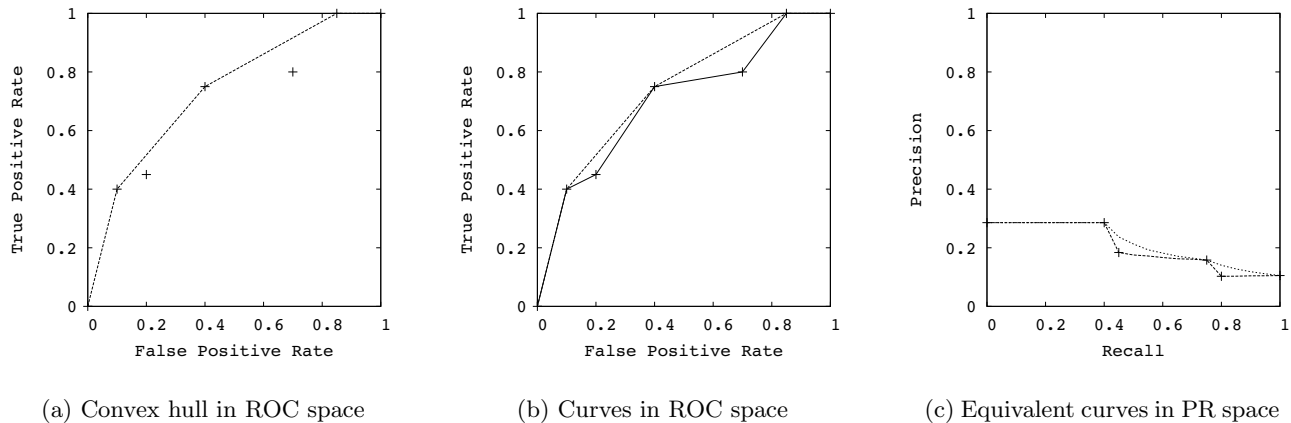 1
0.8
0.6
0.4
0.2
0
True Positive Rate
0 0.2 0.4 0.6 0.8 1
False Positive Rate
(a) Convex hull in ROC space
1
0.8
0.6
0.4
0.2
0
True Positive Rate
0 0.2 0.4 0.6 0.8 1
False Positive Rate
(b) Curves in ROC space
1
0.8
0.6
0.4
0.2
0
Precision
0 0.2 0.4 0.6 0.8 1
Recall
(c) Equivalent curves in PR space